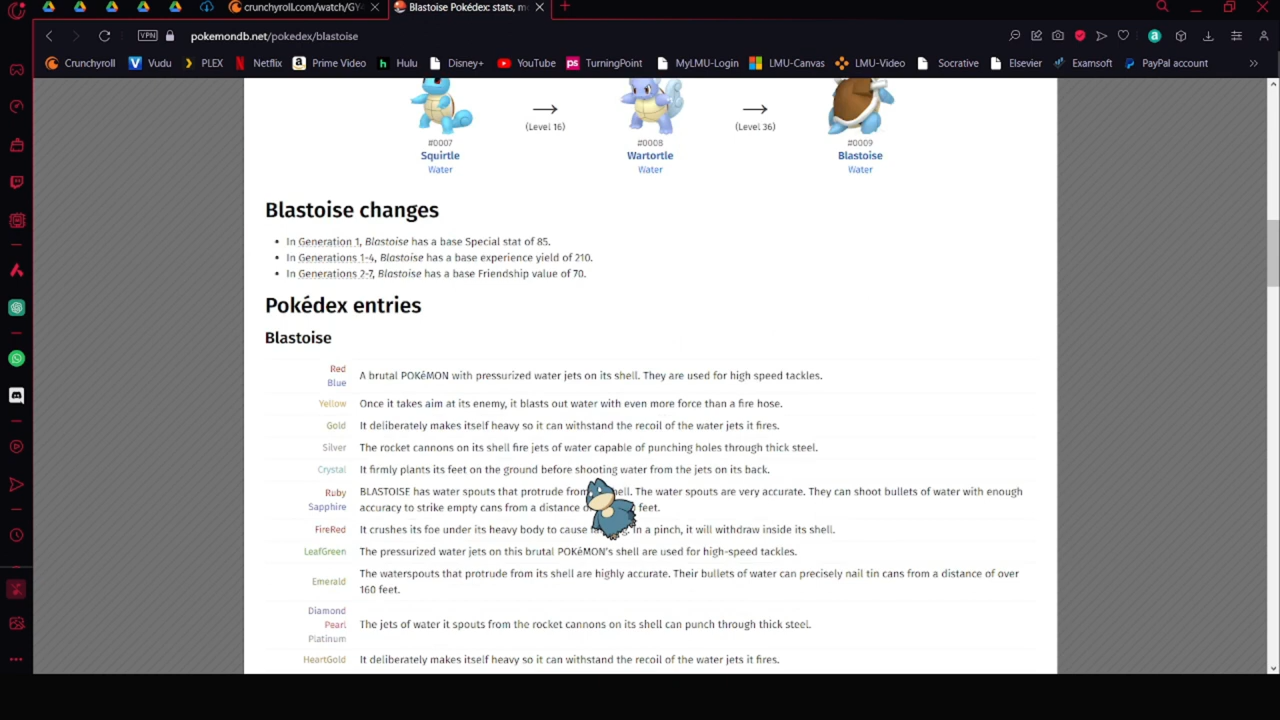 crunchyroll.com/watch/GY
Blastoise Pokédex: stats, m
VPN
pokemondb.net/pokedex/blastoise
Crunchyroll
Vudu
PLEX
Netflix
Prime Video
Hulu
Disney+
YouTube
TurningPoint
MyLMU-Login
LMU-Canvas
LMU-Video
Socrative
Elsevier
Examsoft
PayPal account
(Level 16)
(Level 36)
#0007
#0008
#0009
Squirtle
Wartortle
Blastoise
Water
Water
Water
Blastoise changes
• In Generation 1, Blastoise has a base Special stat of 85.
• In Generations 1-4, Blastoise has a base experience yield of 210.
• In Generations 2-7, Blastoise has a base Friendship value of 70.
Pokédex entries
Blastoise
Red
Blue
A brutal POKéMON with pressurized water jets on its shell. They are used for high speed tackles.
Yellow
Once it takes aim at its enemy, it blasts out water with even more force than a fire hose.
Gold
It deliberately makes itself heavy so it can withstand the recoil of the water jets it fires.
Silver
The rocket cannons on its shell fire jets of water capable of punching holes through thick steel.
Crystal
It firmly plants its feet on the ground before shooting water from the jets on its back.
Ruby
Sapphire
BLASTOISE has water spouts that protrude from shell. The water spouts are very accurate. They can shoot bullets of water with enough
accuracy to strike empty cans from a distance feet.
FireRed
It crushes its foe under its heavy body to cause In a pinch, it will withdraw inside its shell.
LeafGreen
The pressurized water jets on this brutal POKéMON's shell are used for high-speed tackles.
Emerald
The waterspouts that protrude from its shell are highly accurate. Their bullets of water can precisely nail tin cans from a distance of over
160 feet.
Diamond
Pearl
Platinum
The jets of water it spouts from the rocket cannons on its shell can punch through thick steel.
HeartGold
It deliberately makes itself heavy so it can withstand the recoil of the water jets it fires.